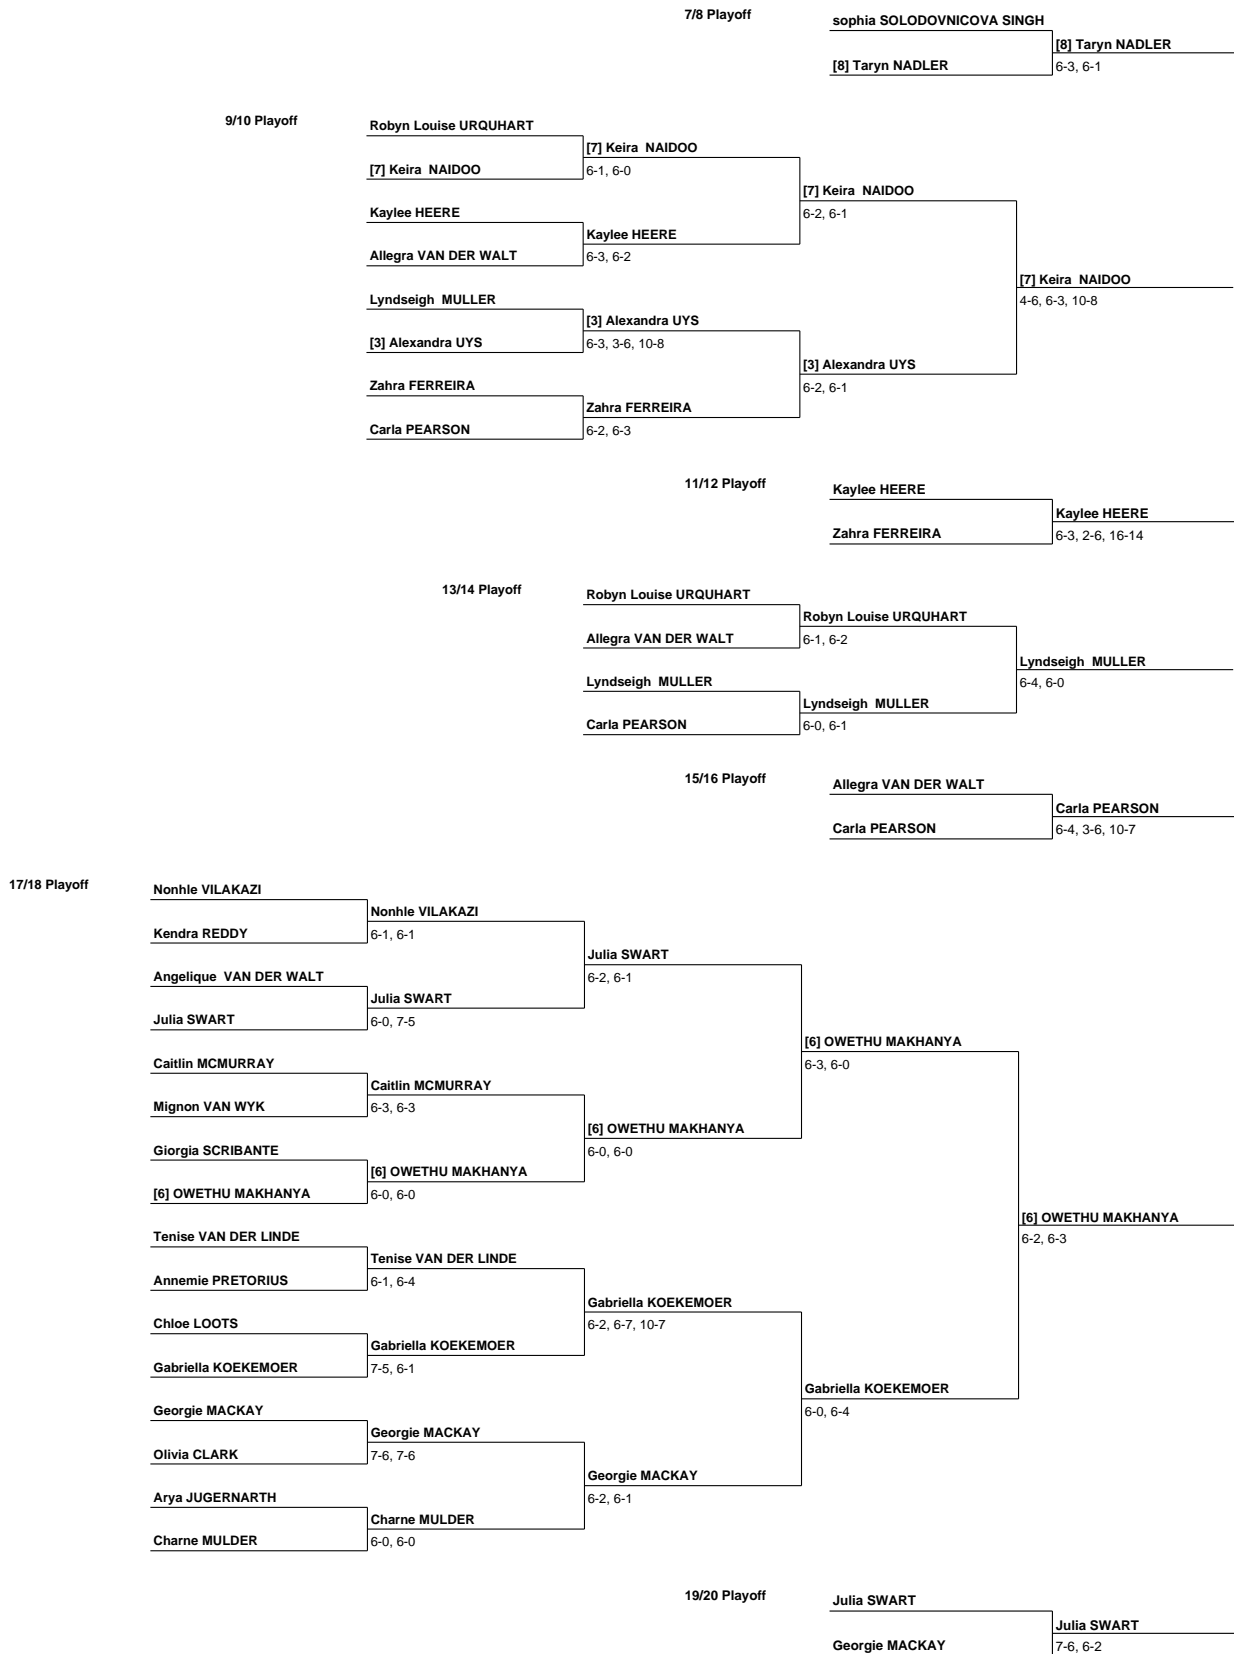 7/8 Playoff
sophia SOLODOVNICOVA SINGH
[8] Taryn NADLER
[8] Taryn NADLER
6-3, 6-1
9/10 Playoff
Robyn Louise URQUHART
[7] Keira  NAIDOO
[7] Keira  NAIDOO
6-1, 6-0
[7] Keira  NAIDOO
Kaylee HEERE
6-2, 6-1
Kaylee HEERE
Allegra VAN DER WALT
6-3, 6-2
[7] Keira  NAIDOO
Lyndseigh  MULLER
4-6, 6-3, 10-8
[3] Alexandra UYS
[3] Alexandra UYS
6-3, 3-6, 10-8
[3] Alexandra UYS
Zahra FERREIRA
6-2, 6-1
Zahra FERREIRA
Carla PEARSON
6-2, 6-3
11/12 Playoff
Kaylee HEERE
Kaylee HEERE
Zahra FERREIRA
6-3, 2-6, 16-14
13/14 Playoff
Robyn Louise URQUHART
Robyn Louise URQUHART
Allegra VAN DER WALT
6-1, 6-2
Lyndseigh  MULLER
Lyndseigh  MULLER
6-4, 6-0
Lyndseigh  MULLER
Carla PEARSON
6-0, 6-1
15/16 Playoff
Allegra VAN DER WALT
Carla PEARSON
Carla PEARSON
6-4, 3-6, 10-7
17/18 Playoff
Nonhle VILAKAZI
Nonhle VILAKAZI
Kendra REDDY
6-1, 6-1
Julia SWART
Angelique  VAN DER WALT
6-2, 6-1
Julia SWART
Julia SWART
6-0, 7-5
[6] OWETHU MAKHANYA
Caitlin MCMURRAY
6-3, 6-0
Caitlin MCMURRAY
Mignon VAN WYK
6-3, 6-3
[6] OWETHU MAKHANYA
Giorgia SCRIBANTE
6-0, 6-0
[6] OWETHU MAKHANYA
[6] OWETHU MAKHANYA
6-0, 6-0
[6] OWETHU MAKHANYA
Tenise VAN DER LINDE
6-2, 6-3
Tenise VAN DER LINDE
Annemie PRETORIUS
6-1, 6-4
Gabriella KOEKEMOER
Chloe LOOTS
6-2, 6-7, 10-7
Gabriella KOEKEMOER
Gabriella KOEKEMOER
7-5, 6-1
Gabriella KOEKEMOER
Georgie MACKAY
6-0, 6-4
Georgie MACKAY
Olivia CLARK
7-6, 7-6
Georgie MACKAY
Arya JUGERNARTH
6-2, 6-1
Charne MULDER
Charne MULDER
6-0, 6-0
19/20 Playoff
Julia SWART
Julia SWART
Georgie MACKAY
7-6, 6-2